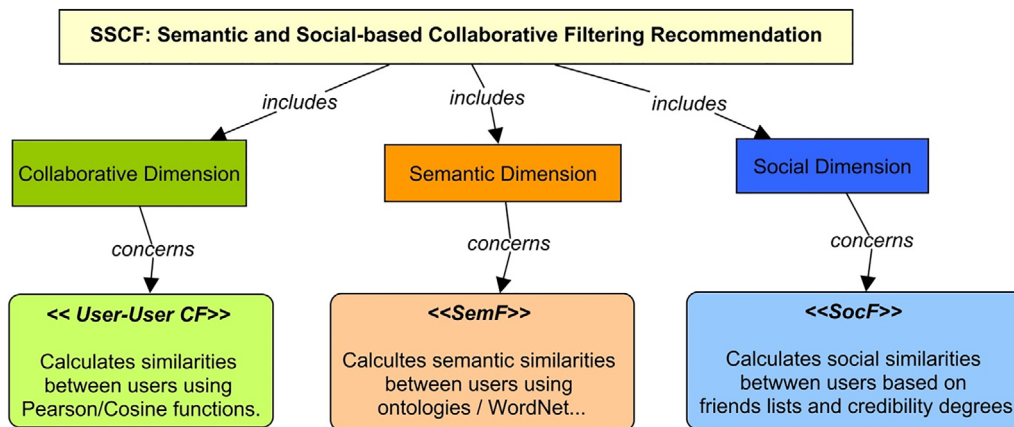 SSCF: Semantic and Social-based Collaborative Filtering Recommendation
includes
includes
includes
Collaborative Dimension
Semantic Dimension
Social Dimension
concerns
concerns
concerns
<< User-User CF>>
Calculates similarities
between users using
Pearson/Cosine functions.
<<SemF>>
Calcultes semantic similarities
between users using
ontologies / WordNet...
<<SocF>>
Calculates social similarities
betwwen users based on
friends lists and credibility degrees